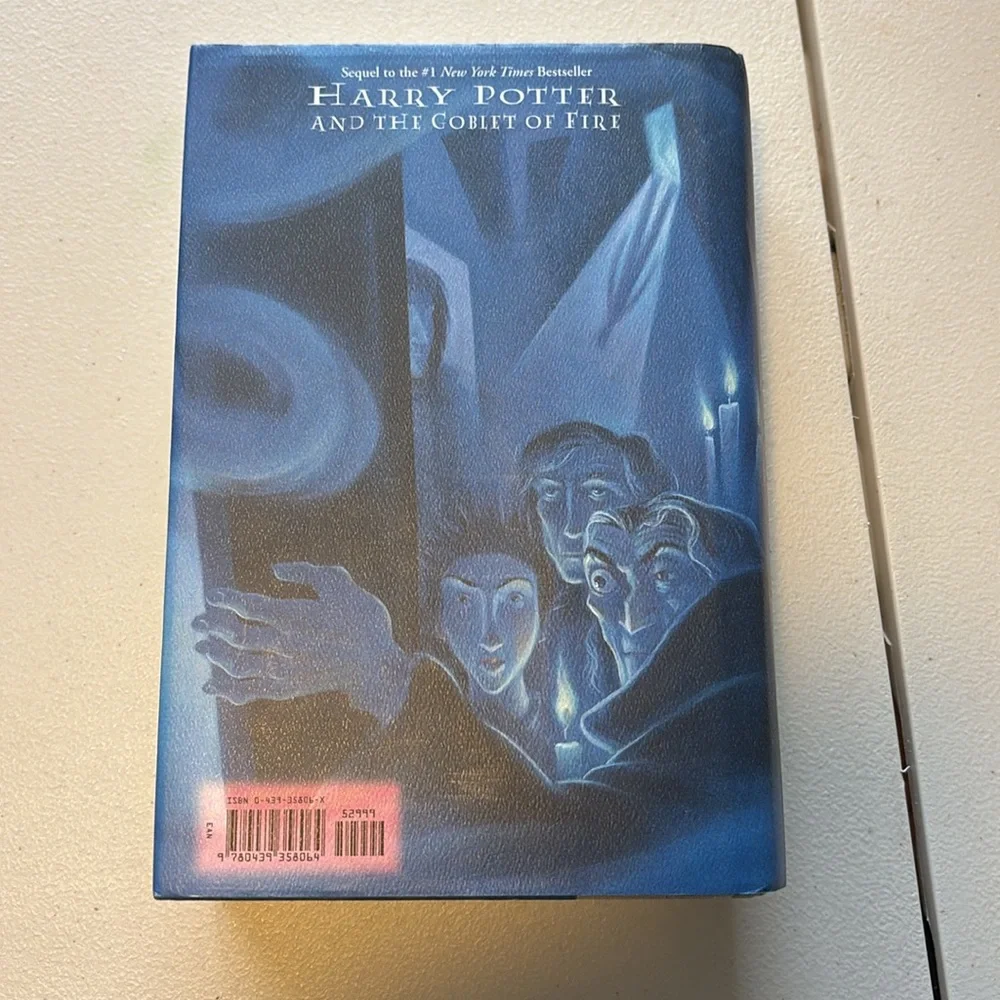 Sequel to the #1 New York Times Bestseller
HARRY POTTER
AND THE GOBLET OF FIRE
ISBN 0-439-35806-X
52999
EAN
9 780439 358064